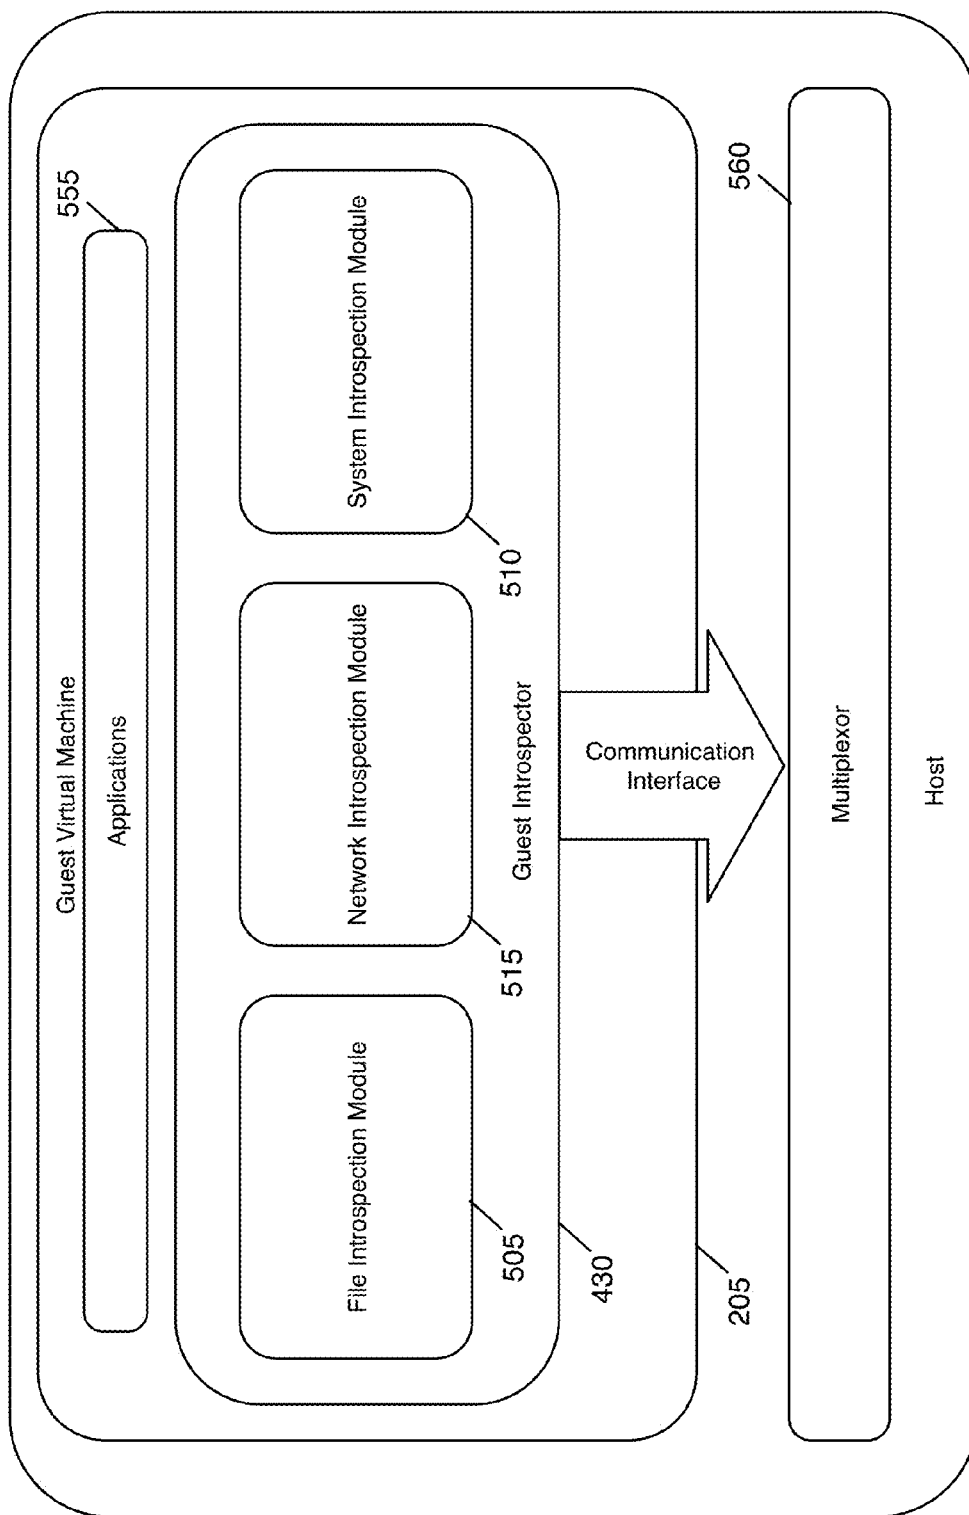 Guest Virtual Machine
555
Applications
File Introspection Module
Network Introspection Module
System Introspection Module
505
515
510
Guest Introspector
430
Communication
Interface
205
560
Multiplexor
Host